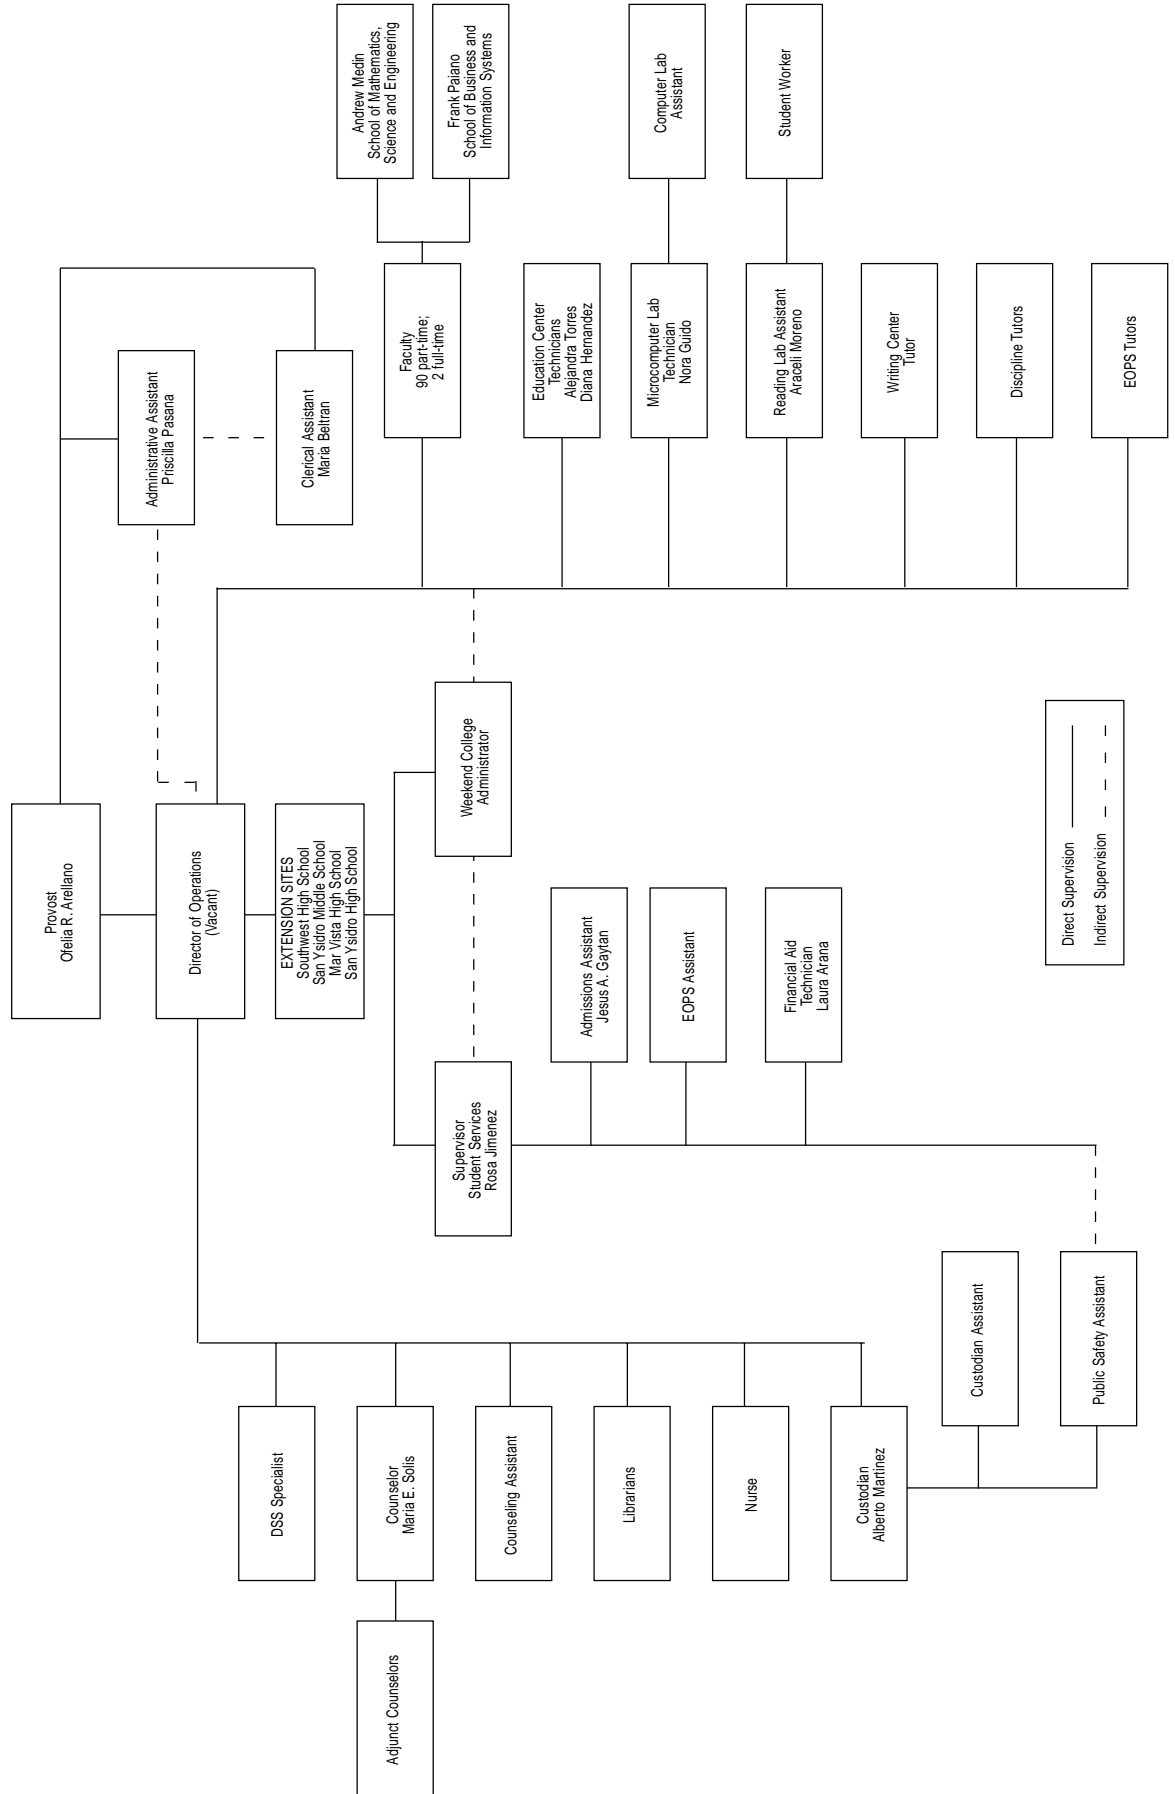 Provost
Ofelia R. Arellano
Administrative Assistant
Priscilla Pasana
Clerical Assistant
Maria Beltran
Director of Operations
(Vacant)
EXTENSION SITES
Southwest High School
San Ysidro Middle School
Mar Vista High School
San Ysidro High School
DSS Specialist
Counselor
Maria E. Solis
Adjunct Counselors
Counseling Assistant
Librarians
Nurse
Custodian
Alberto Martinez
Custodian Assistant
Public Safety Assistant
Supervisor
Student Services
Rosa Jimenez
Admissions Assistant
Jesus A. Gaytan
EOPS Assistant
Financial Aid
Technician
Laura Arana
Weekend College
Administrator
Faculty
90 part-time;
2 full-time
Andrew Medin
School of Mathematics,
Science and Engineering
Frank Paiano
School of Business and
Information Systems
Education Center
Technicians
Alejandra Torres
Diana Hernandez
Microcomputer Lab
Technician
Nora Guido
Computer Lab
Assistant
Reading Lab Assistant
Araceli Moreno
Student Worker
Writing Center
Tutor
Discipline Tutors
EOPS Tutors
Direct Supervision
Indirect Supervision